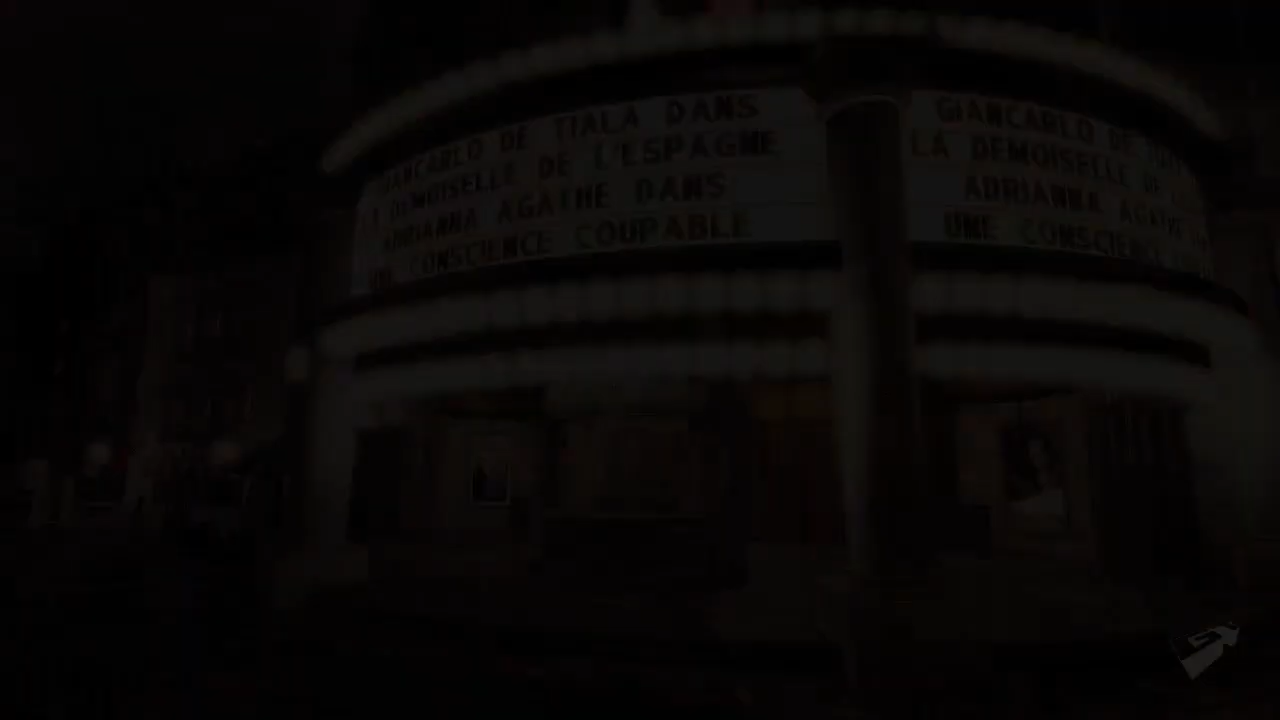 GIANCARLO DE TIALA DANS
LA DEMOISELLE DE L'ESPAGNE
ADRIANNA AGATHE DANS
UNE CONSCIENCE COUPABLE
GIANCARLO DE
LA DEMOISELLE DE
ADRIANNA AGATHE
UNE CONSCIENCE